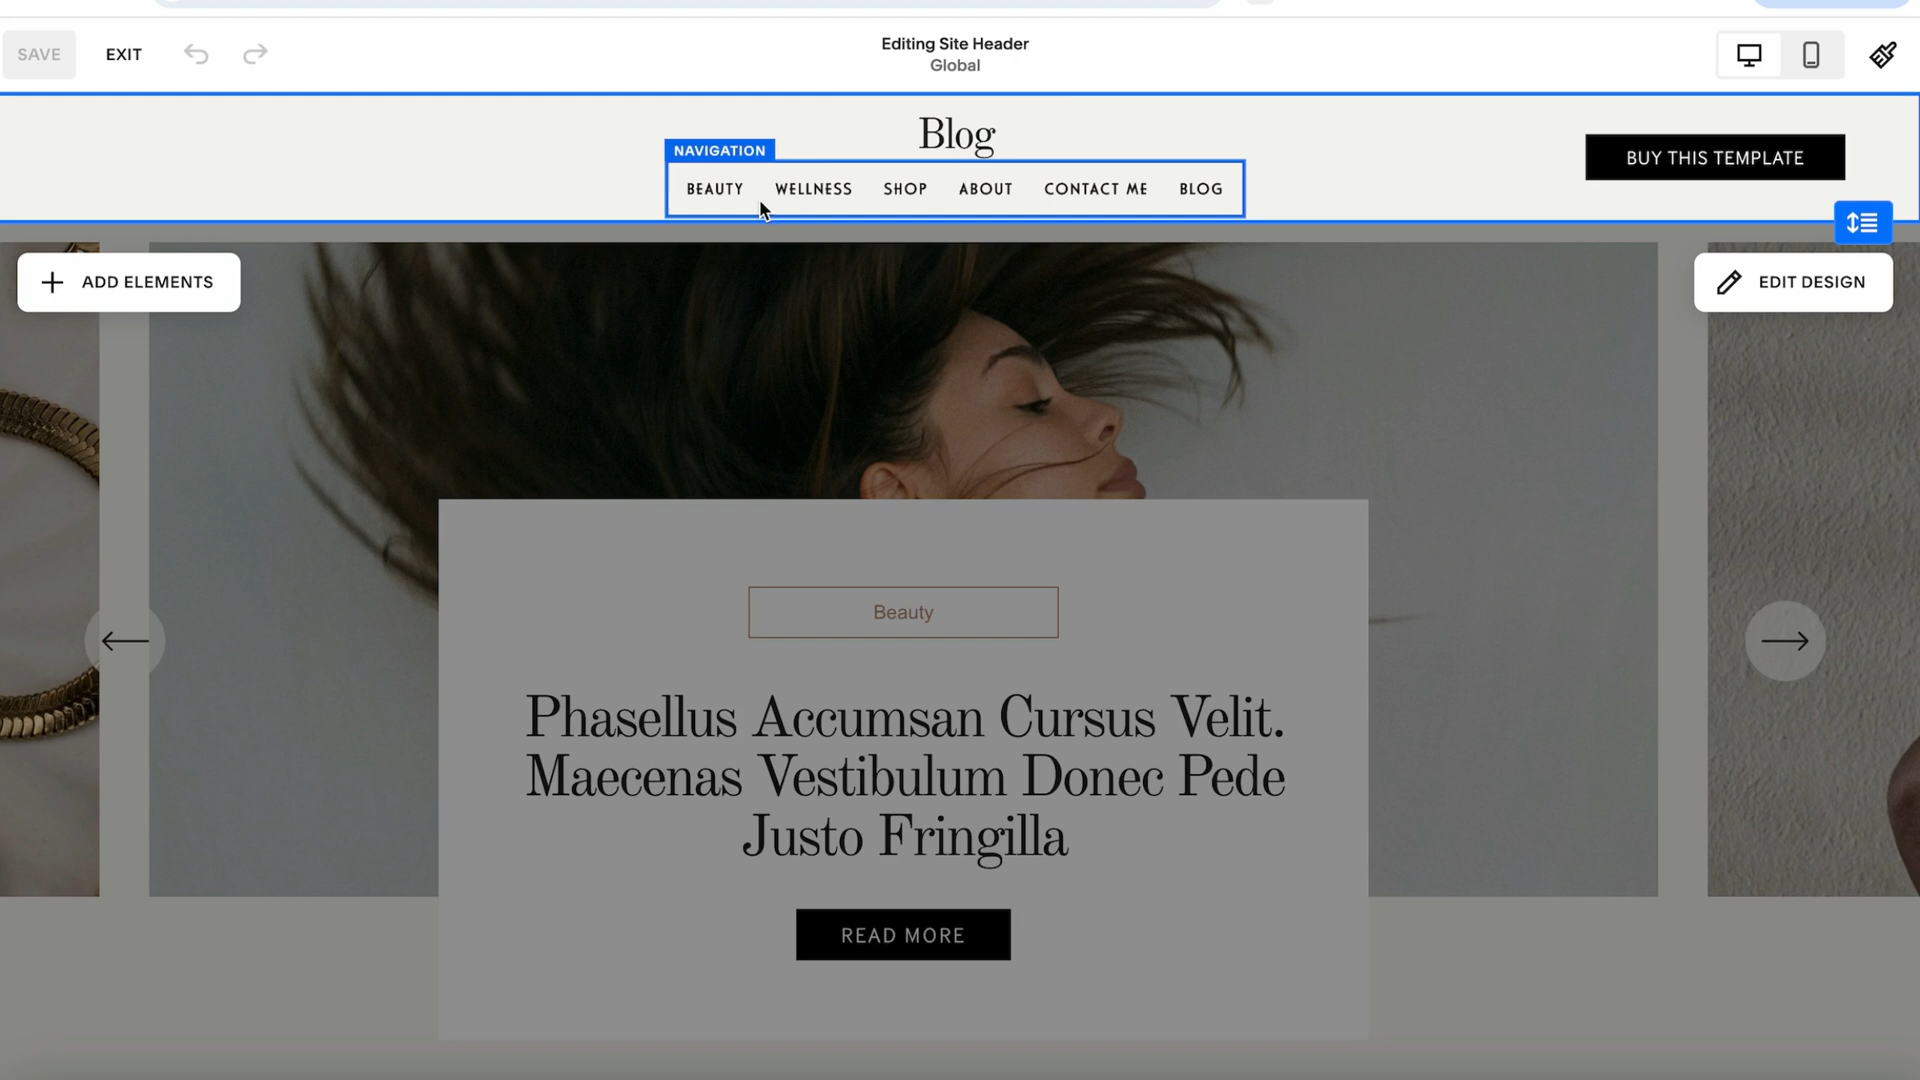 SAVE
EXIT
Editing Site Header
Global
Blog
BUY THIS TEMPLATE
NAVIGATION
BEAUTY WELLNESS SHOP ABOUT CONTACT ME BLOG
ADD ELEMENTS
EDIT DESIGN
Beauty
Phasellus Accumsan Cursus Velit.
Maecenas Vestibulum Donec Pede
Justo Fringilla
READ MORE